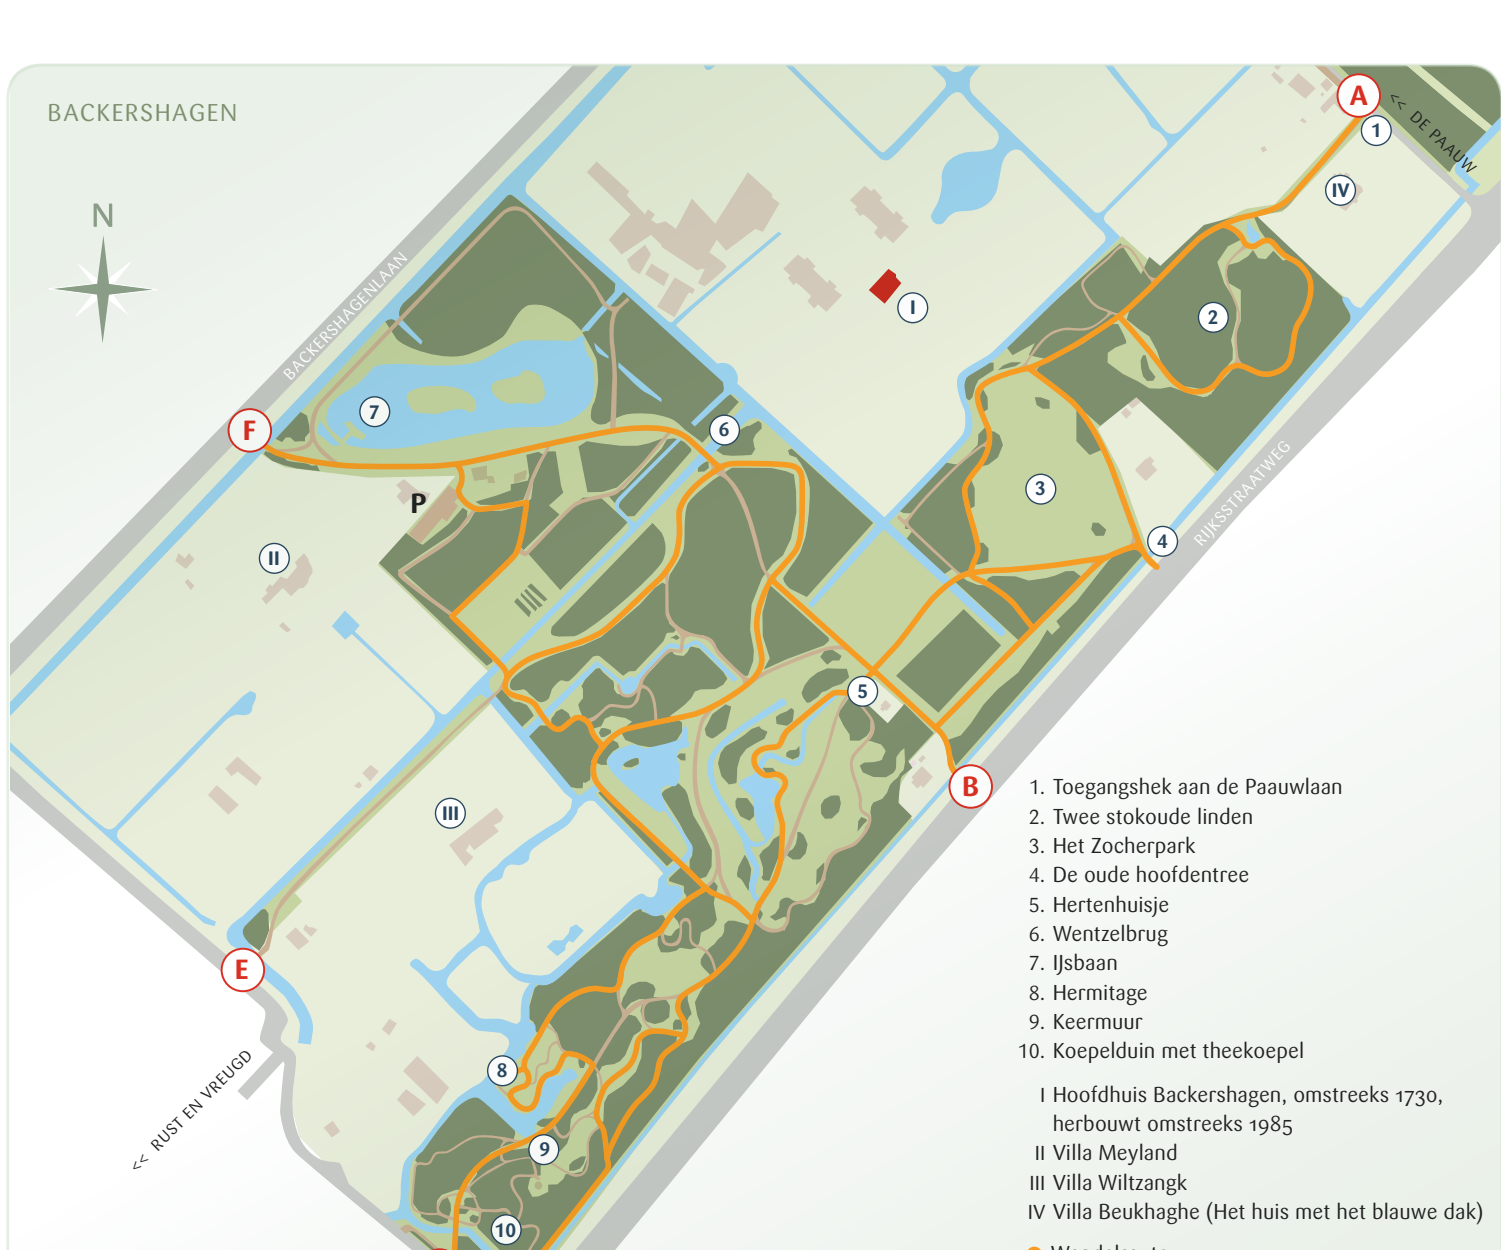 BACKERSHAGEN
N
A
<< DE PAAUW
1
IV
BACKERSHAGENLAAN
I
2
7
F
6
3
RIJKSSTRAATWEG
P
4
II
5
B
III
E
8
<< RUST EN VREUGD
9
10
1. Toegangshek aan de Paauwlaan
2. Twee stokoude linden
3. Het Zocherpark
4. De oude hoofdentree
5. Hertenhuisje
6. Wentzelbrug
7. IJsbaan
8. Hermitage
9. Keermuur
10. Koepelduin met theekoepel
I Hoofdhuis Backershagen, omstreeks 1730,
herbouwt omstreeks 1985
II Villa Meyland
III Villa Wiltzangk
IV Villa Beukhaghe (Het huis met het blauwe dak)